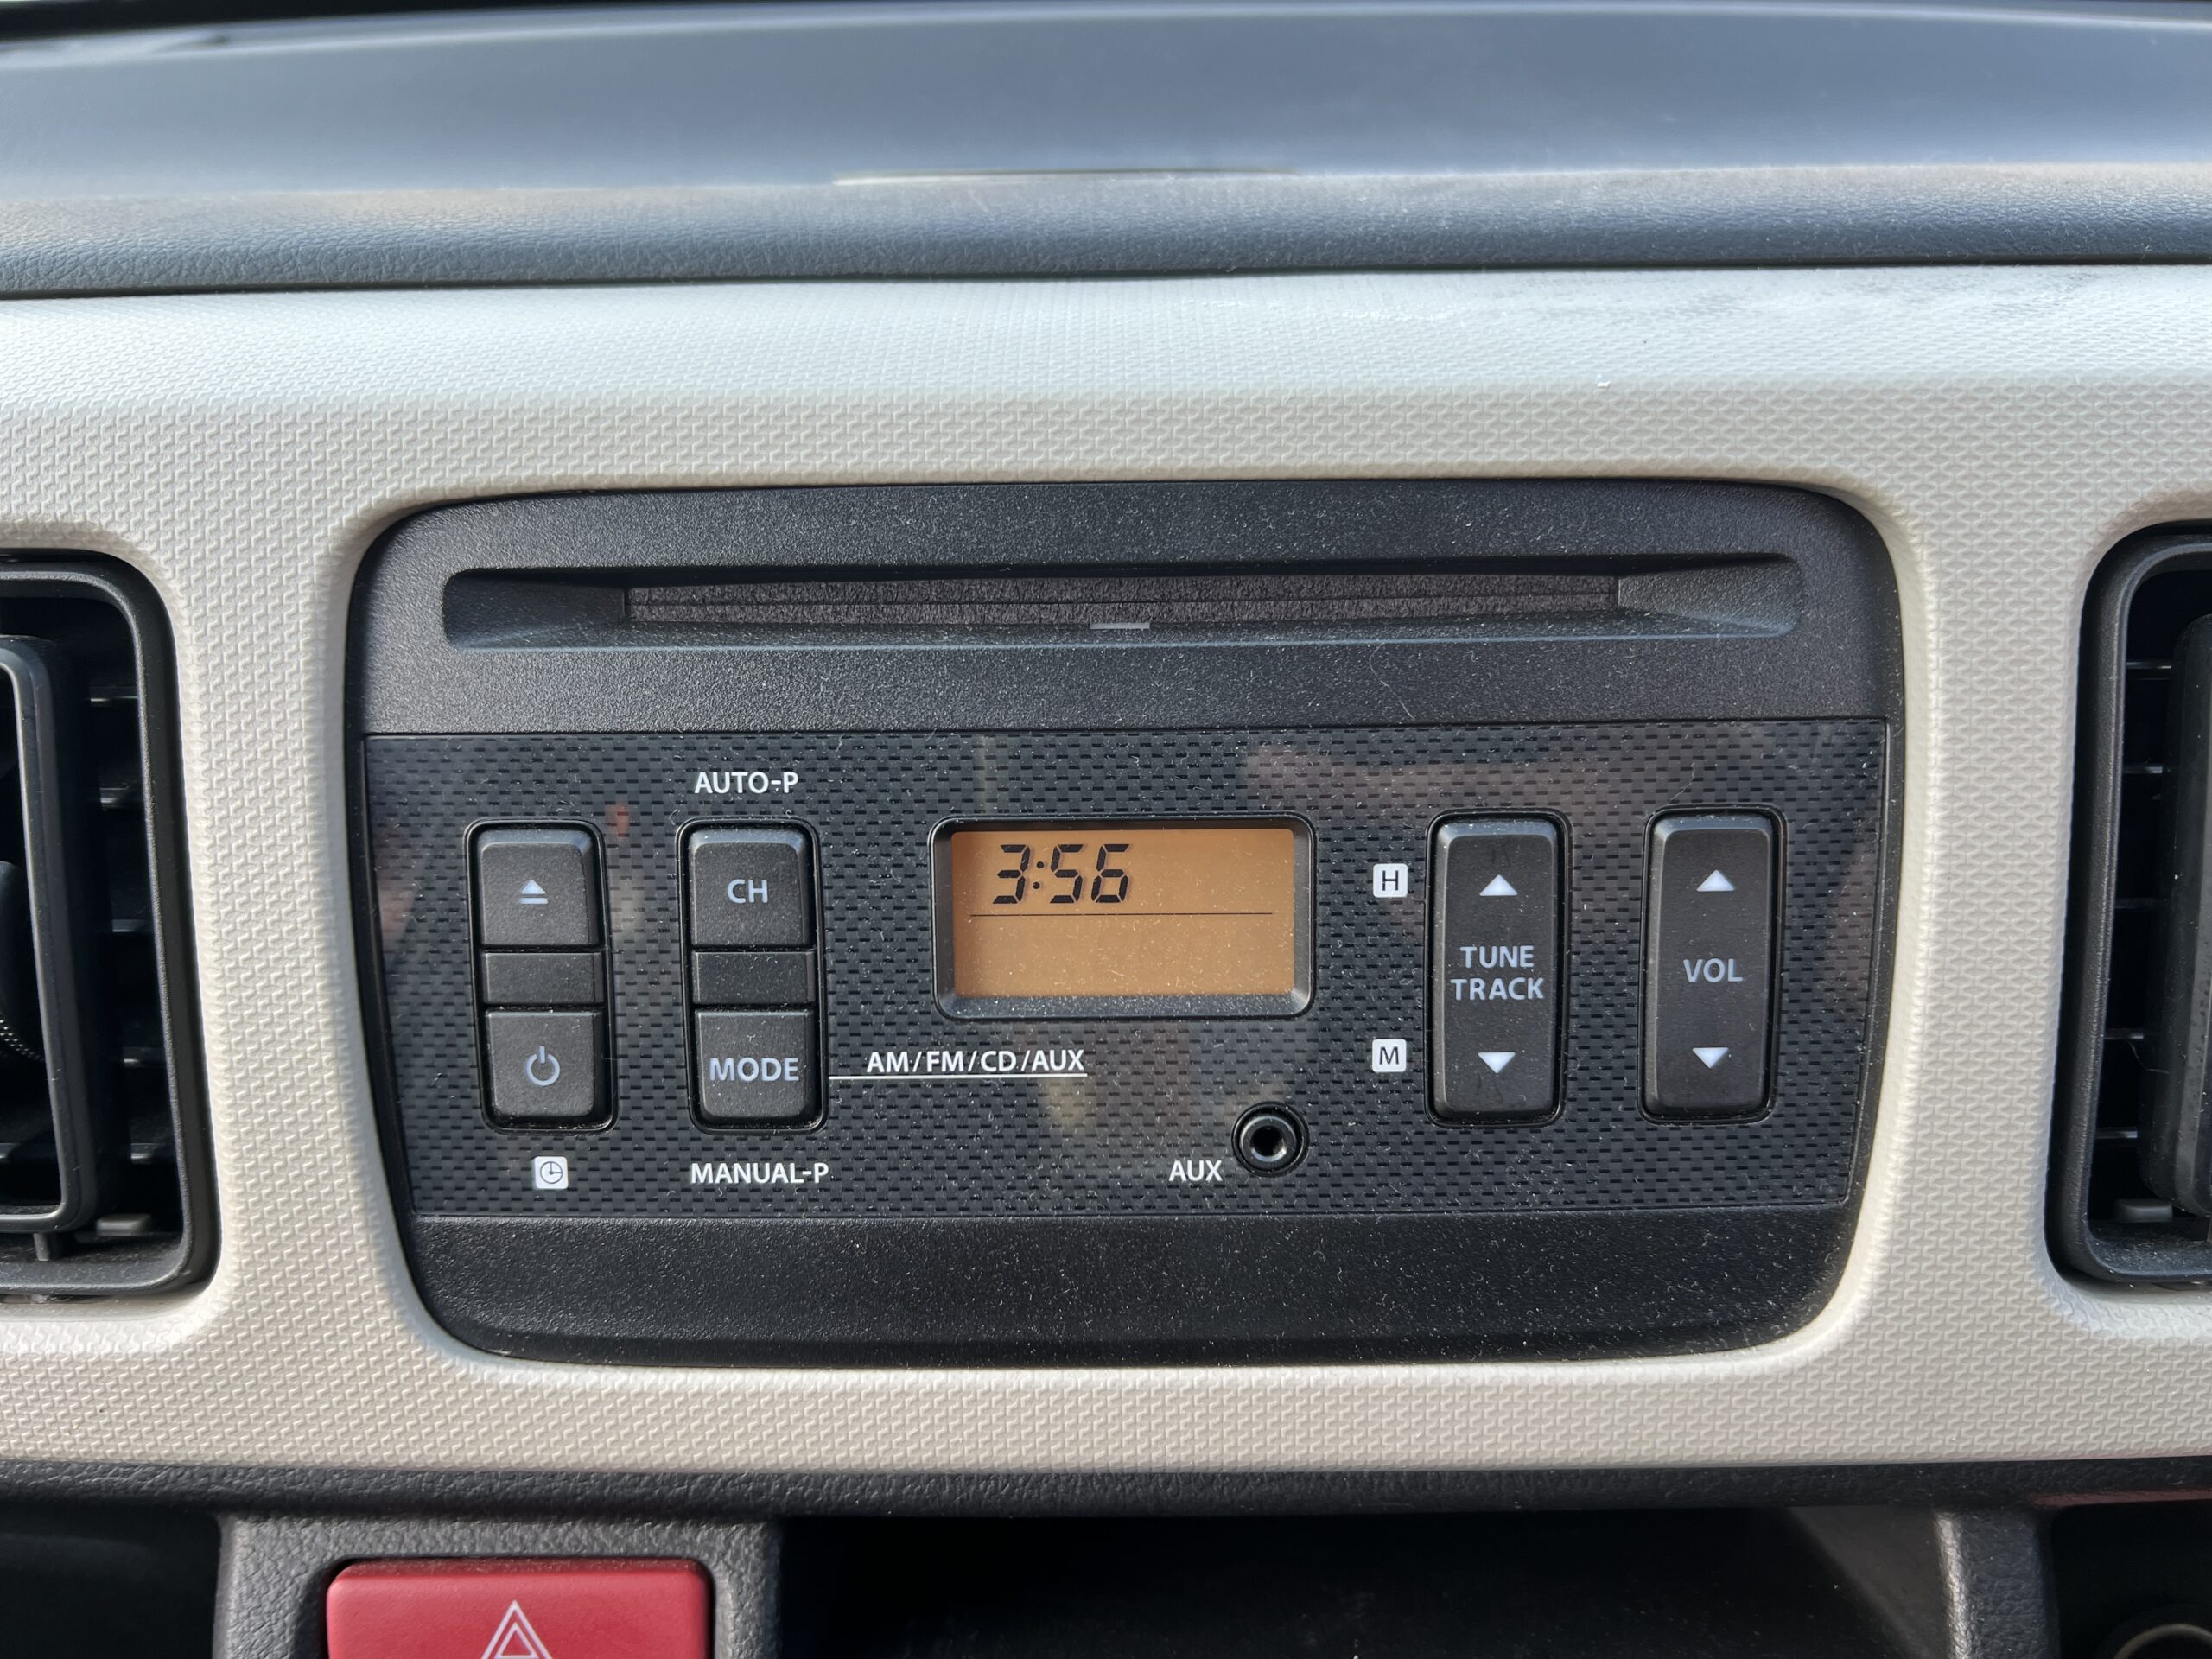 AUTO-P
CH
3:56
H
TUNE
TRACK
VOL
MODE
AM/FM/CD/AUX
M
MANUAL-P
AUX